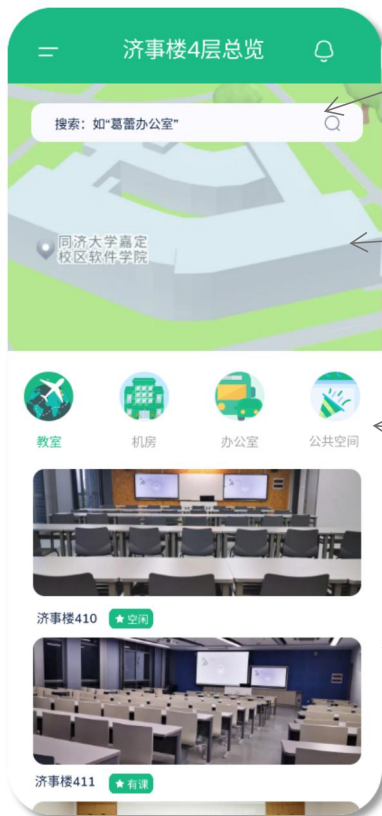 济事楼4层总览
搜索：如“葛蕾办公室”
同济大学嘉定
校区软件学院
教室
机房
办公室
公共空间
济事楼410
★空闲
济事楼411
★有课